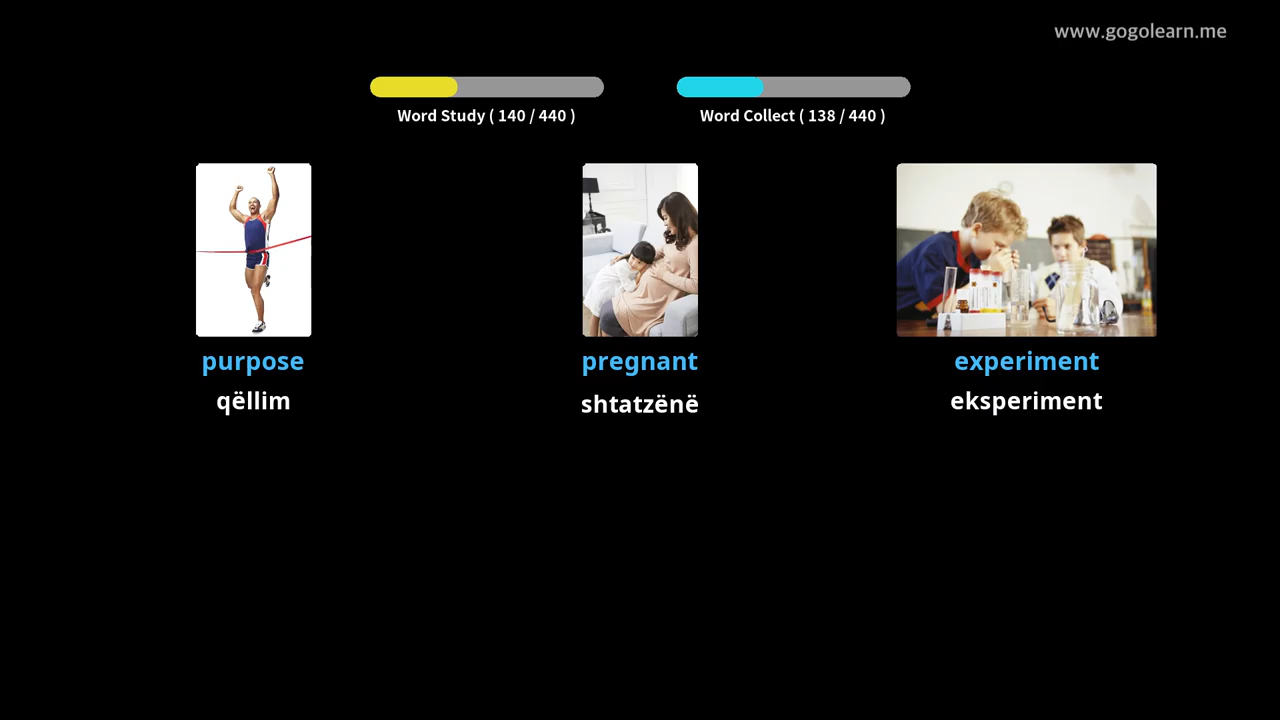 www.gogolearn.me
Word Study ( 140 / 440 )
Word Collect ( 138 / 440 )
purpose
qëllim
pregnant
shtatzënë
experiment
eksperiment